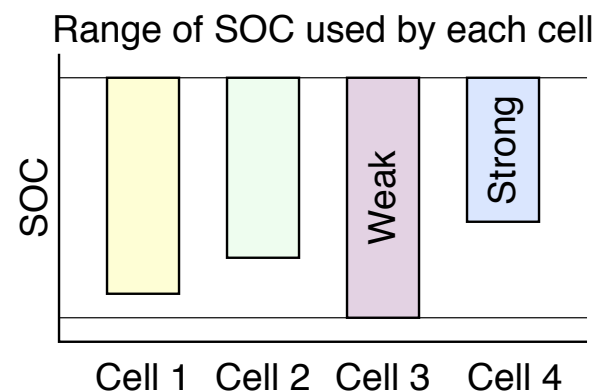 Range of SOC used by each cell
SOC
Weak
Strong
Cell 1 Cell 2 Cell 3 Cell 4